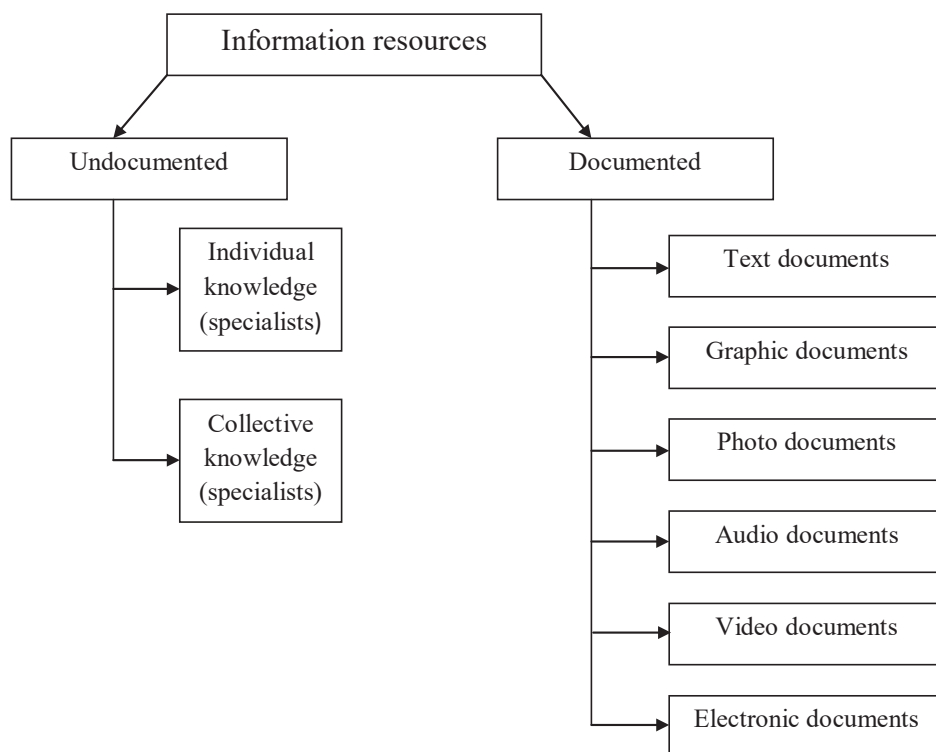 Information resources
Undocumented
Documented
Individual
knowledge
(specialists)
Collective
knowledge
(specialists)
Text documents
Graphic documents
Photo documents
Audio documents
Video documents
Electronic documents